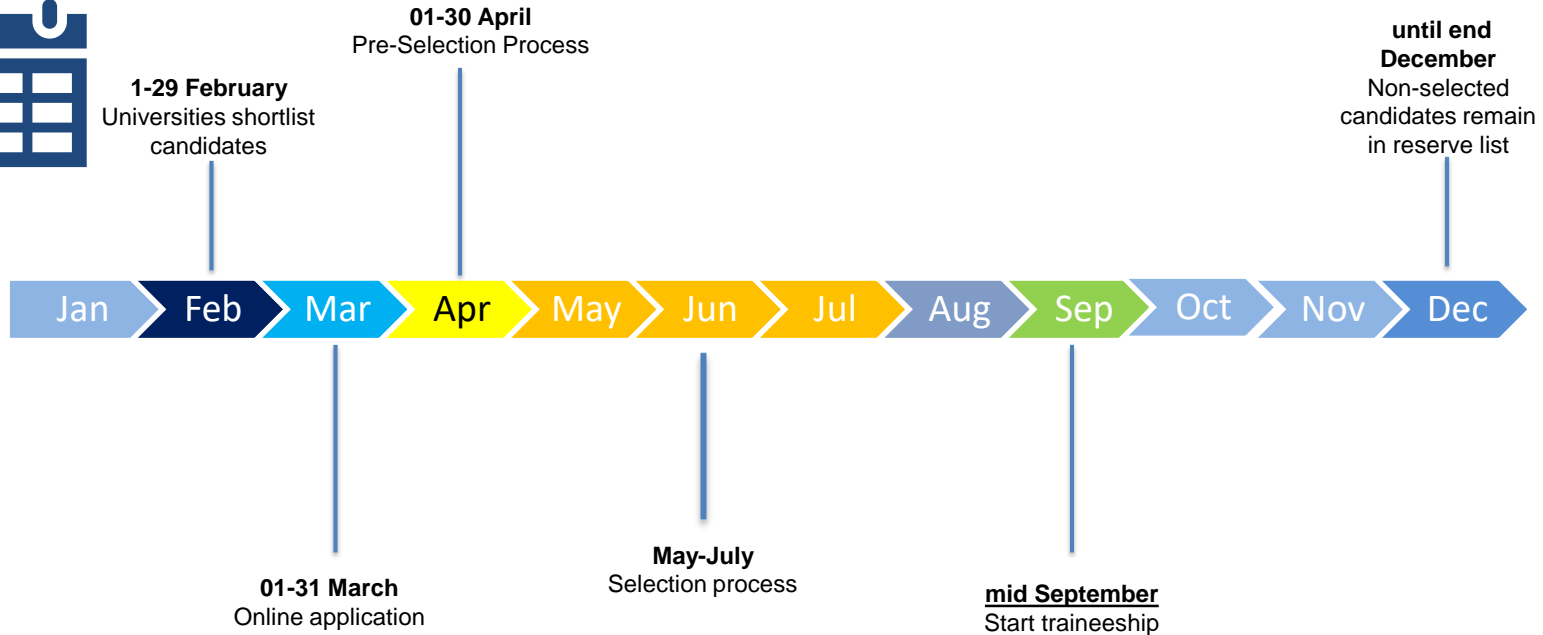 01-30 April
Pre-Selection Process
until end
December
Non-selected
candidates remain
in reserve list
1-29 February
Universities shortlist
candidates
Jan
Feb
Mar
Apr
May
Jun
Jul
Aug
Sep
Oct
Nov
Dec
01-31 March
Online application
May-July
Selection process
mid September
Start traineeship